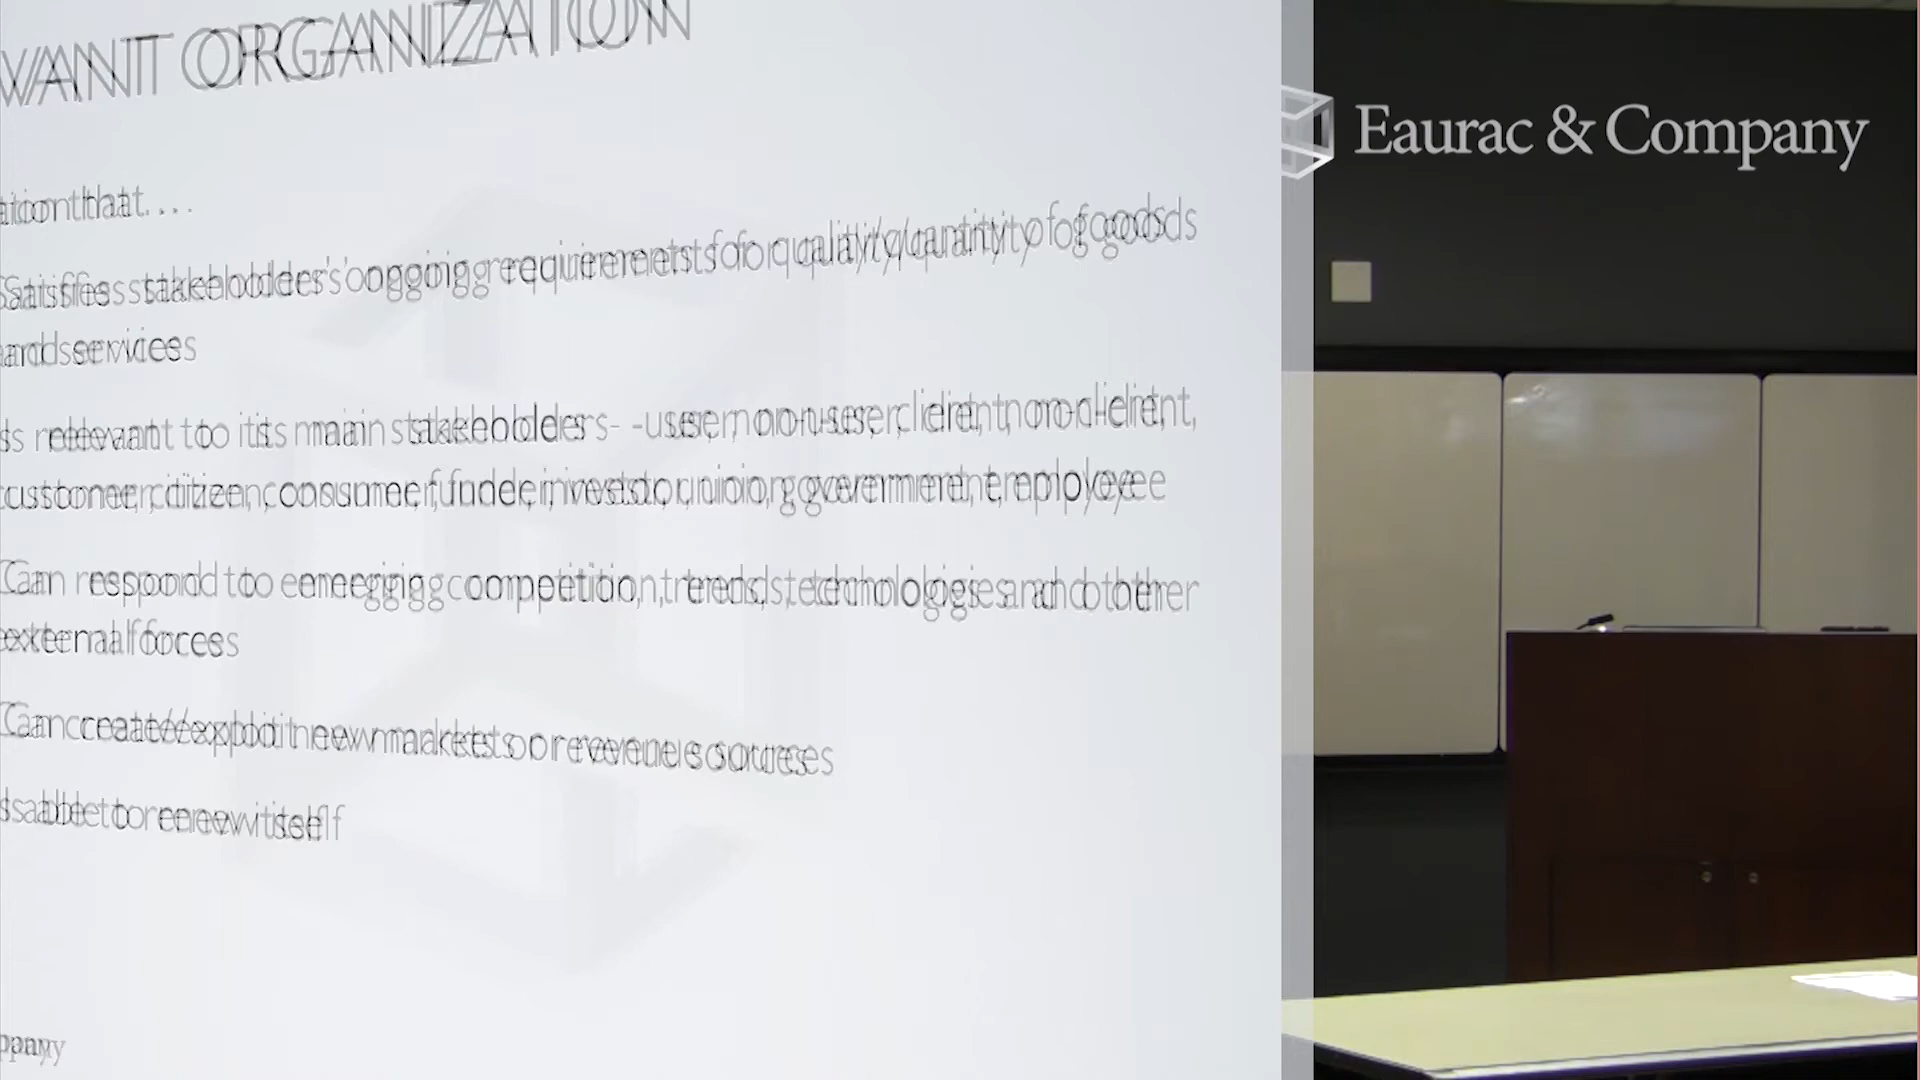 VANT ORGANIZATION
Eaurac & Company
ation that....
Satisfies stakeholders' ongoing requirements for quality/quantity of goods
and services
Is relevant to its main stakeholders - user, non-user, client, non-client,
customer, citizen, consumer, funder, investor, union, government, employee
Can respond to emerging competition, trends, technologies and other
external forces
Can create/exploit new markets or revenue sources
Is able to renew itself
pany